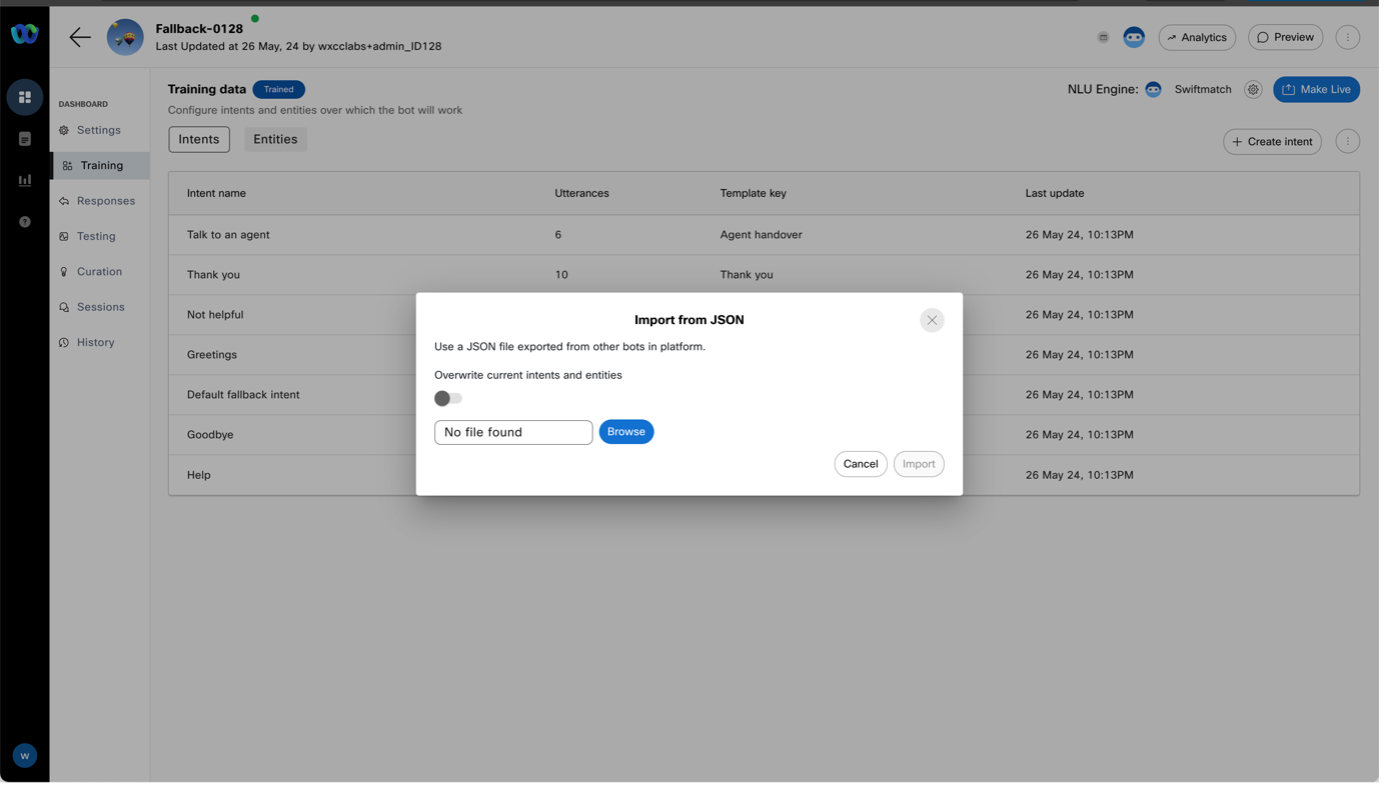 Fallback-0128
Last Updated at 26 May, 24 by wxcclabs+admin_ID128
Analytics
Preview
DASHBOARD
Settings
Training
Responses
Testing
Curation
Sessions
History
w
Training data Trained
Configure intents and entities over which the bot will work
NLU Engine: Swiftmatch
Make Live
Intents Entities
+ Create intent
Intent name Utterances Template key Last update
Talk to an agent 6 Agent handover 26 May 24, 10:13PM
Thank you 10 Thank you 26 May 24, 10:13PM
Not helpful 26 May 24, 10:13PM
Greetings 26 May 24, 10:13PM
Default fallback intent 26 May 24, 10:13PM
Goodbye 26 May 24, 10:13PM
Help 26 May 24, 10:13PM
Import from JSON
Use a JSON file exported from other bots in platform.
Overwrite current intents and entities
No file found Browse
Cancel Import